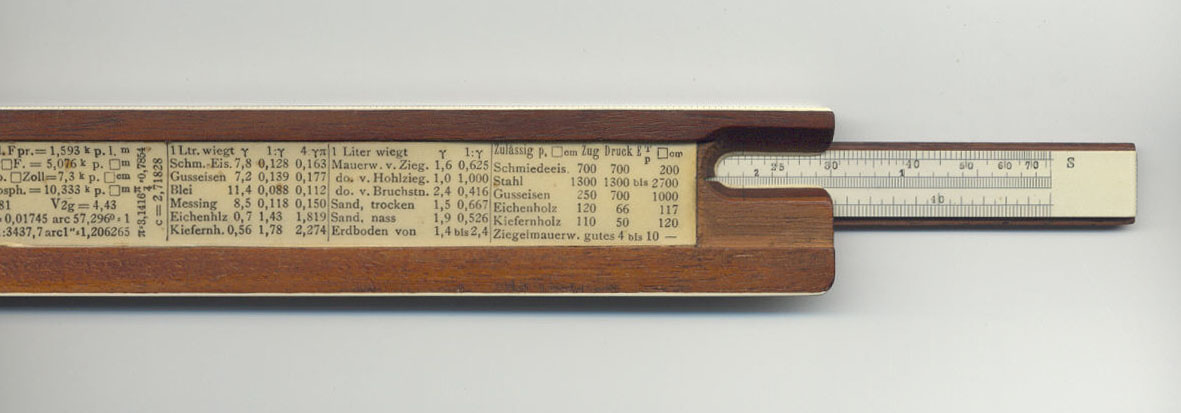 . Fpr. = 1,593 k p. l. m
□F. = 5,076 k p. □m
. □Zoll = 7,3 k p. □cm
osph. = 10,333 k p. □m
81 V2g = 4,43
0,01745 arc 57,296⁰ = 1
:3437,7 arc1" = 1,206265
π = 3,1416 π/4 = 0,7854
c = 2,71828
1 Ltr. wiegt γ 1:γ 4 γπ
Schm. Eis. 7,8 0,128 0,163
Gusseisen 7,2 0,139 0,177
Blei 11,4 0,088 0,112
Messing 8,5 0,118 0,150
Eichenhlz 0,7 1,43 1,819
Kiefernh. 0,56 1,78 2,274
1 Liter wiegt γ 1:γ
Mauerw. v. Zieg. 1,6 0,625
do. v. Hohlzieg. 1,0 1,000
do. v. Bruchstn. 2,4 0,416
Sand, trocken 1,5 0,667
Sand. nass 1,9 0,526
Erdboden von 1,4 bis 2,4
Zulässig p. □cm Zug Druck E T/p □cm
Schmiedeeis. 700 700 200
Stahl 1300 1300 bis 2700
Gusseisen 250 700 1000
Eichenholz 120 66 117
Kiefernholz 110 50 120
Ziegelmauerw. gutes 4 bis 10 —
25 30 40 50 60 70 S
2 1
10